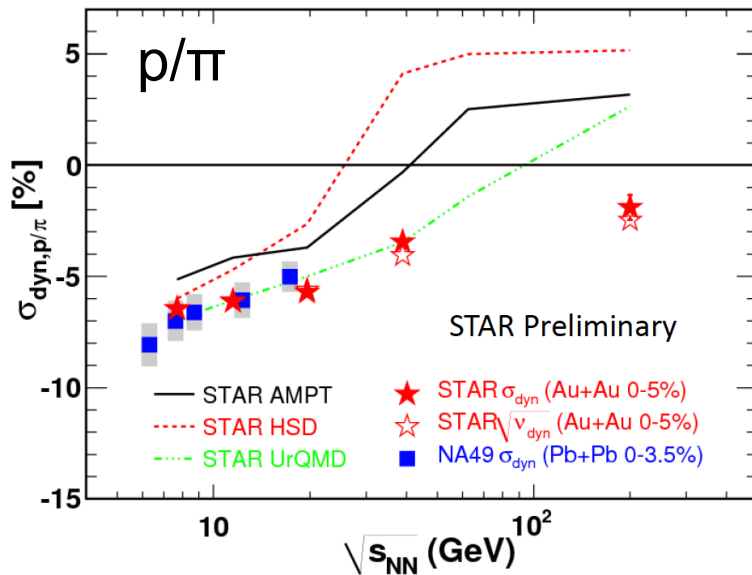 p/π
5
0
-5
-10
-15
σdyn,p/π [%]
STAR Preliminary
STAR AMPT
STAR HSD
STAR UrQMD
STAR σdyn (Au+Au 0-5%)
STAR √νdyn (Au+Au 0-5%)
NA49 σdyn (Pb+Pb 0-3.5%)
10
10²
√sNN (GeV)